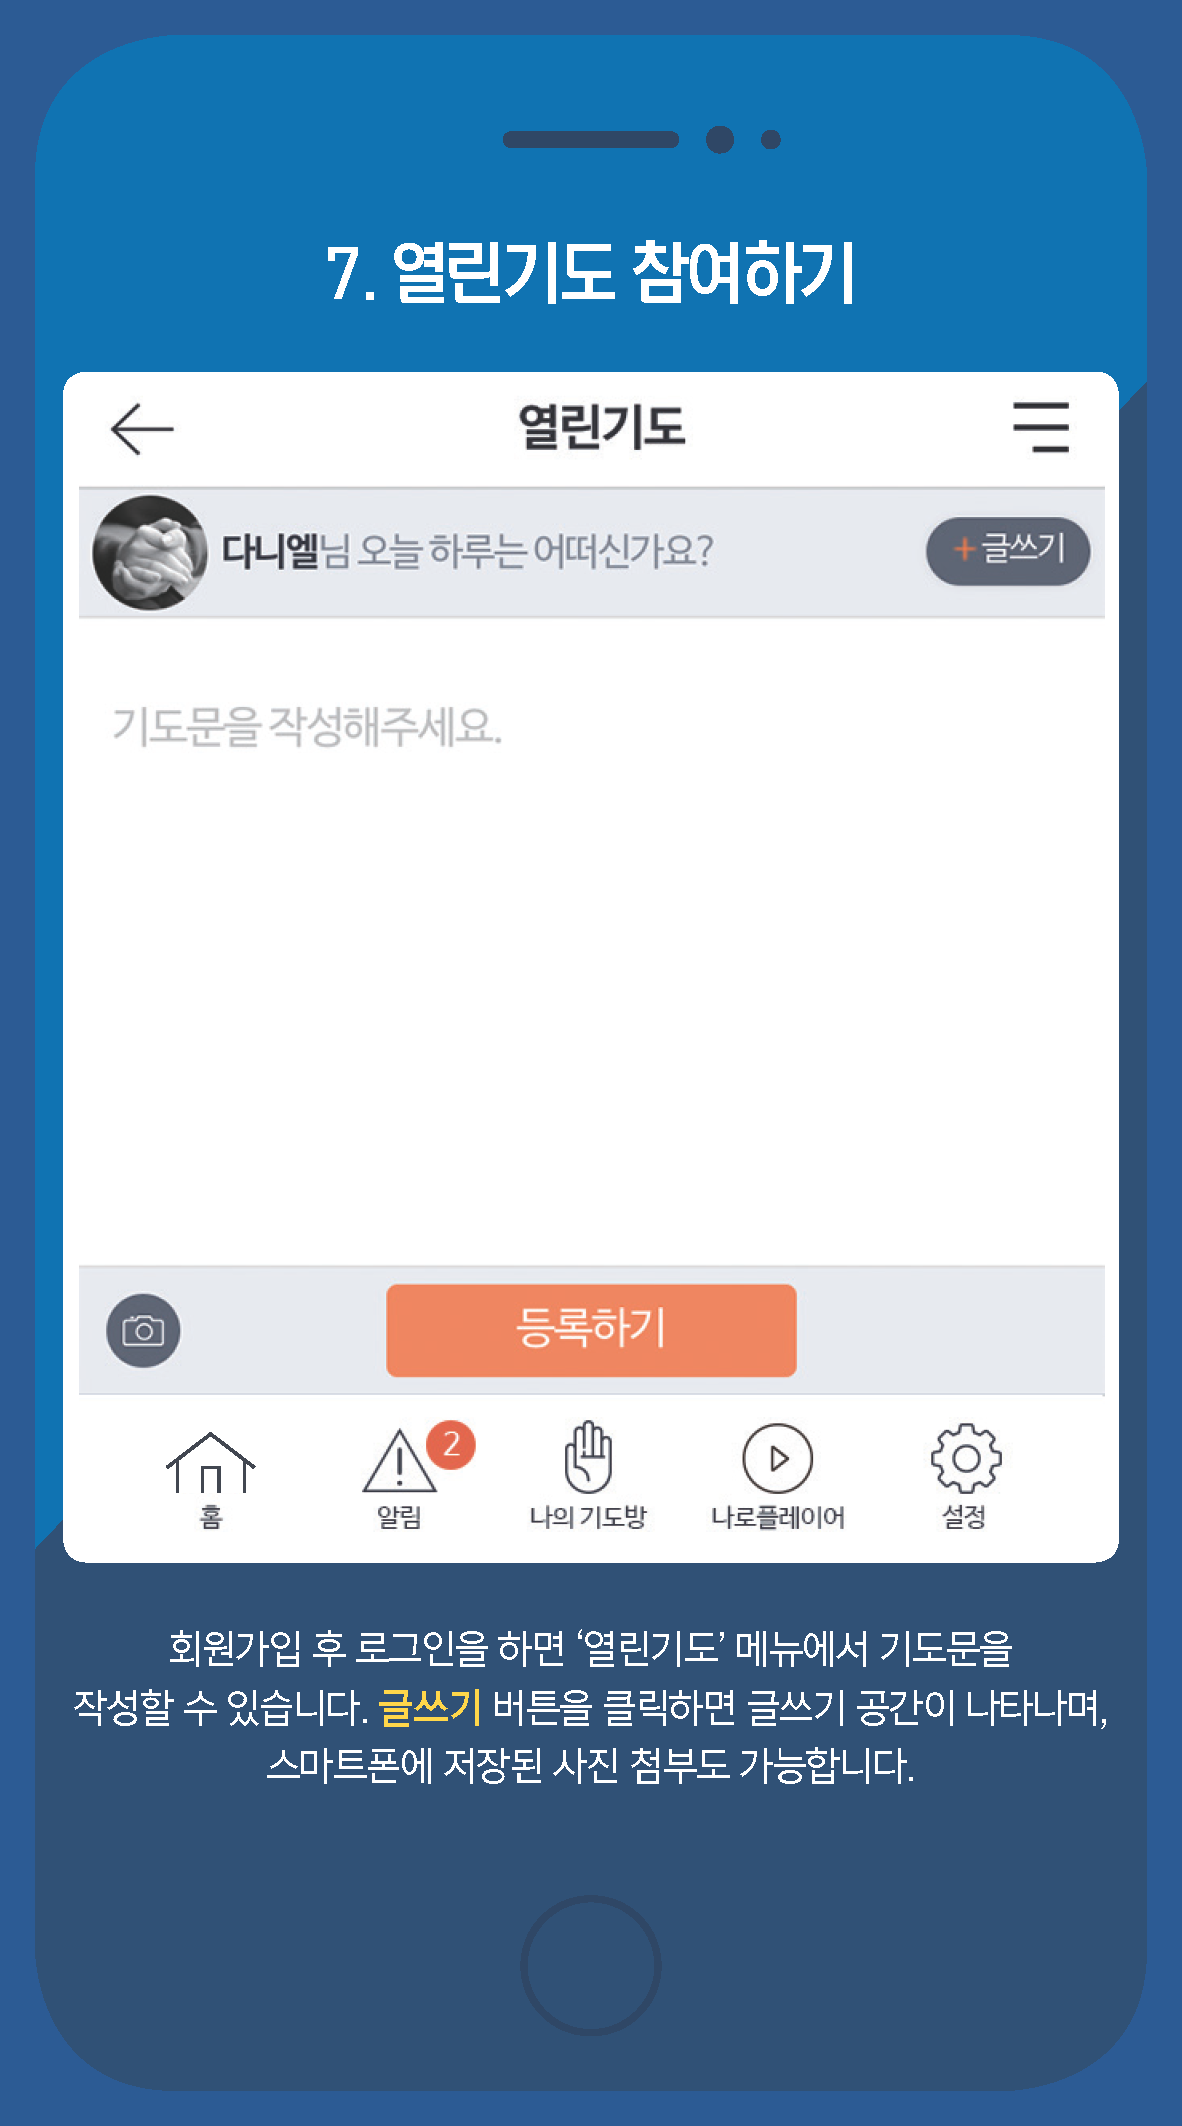 7. 열린기도 참여하기
열린기도
다니엘님 오늘 하루는 어떠신가요?
+글쓰기
기도문을 작성해주세요.
등록하기
2
홈
알림
나의 기도방
나로플레이어
설정
회원가입 후 로그인을 하면 ‘열린기도’ 메뉴에서 기도문을
작성할 수 있습니다. 글쓰기 버튼을 클릭하면 글쓰기 공간이 나타나며,
스마트폰에 저장된 사진 첨부도 가능합니다.